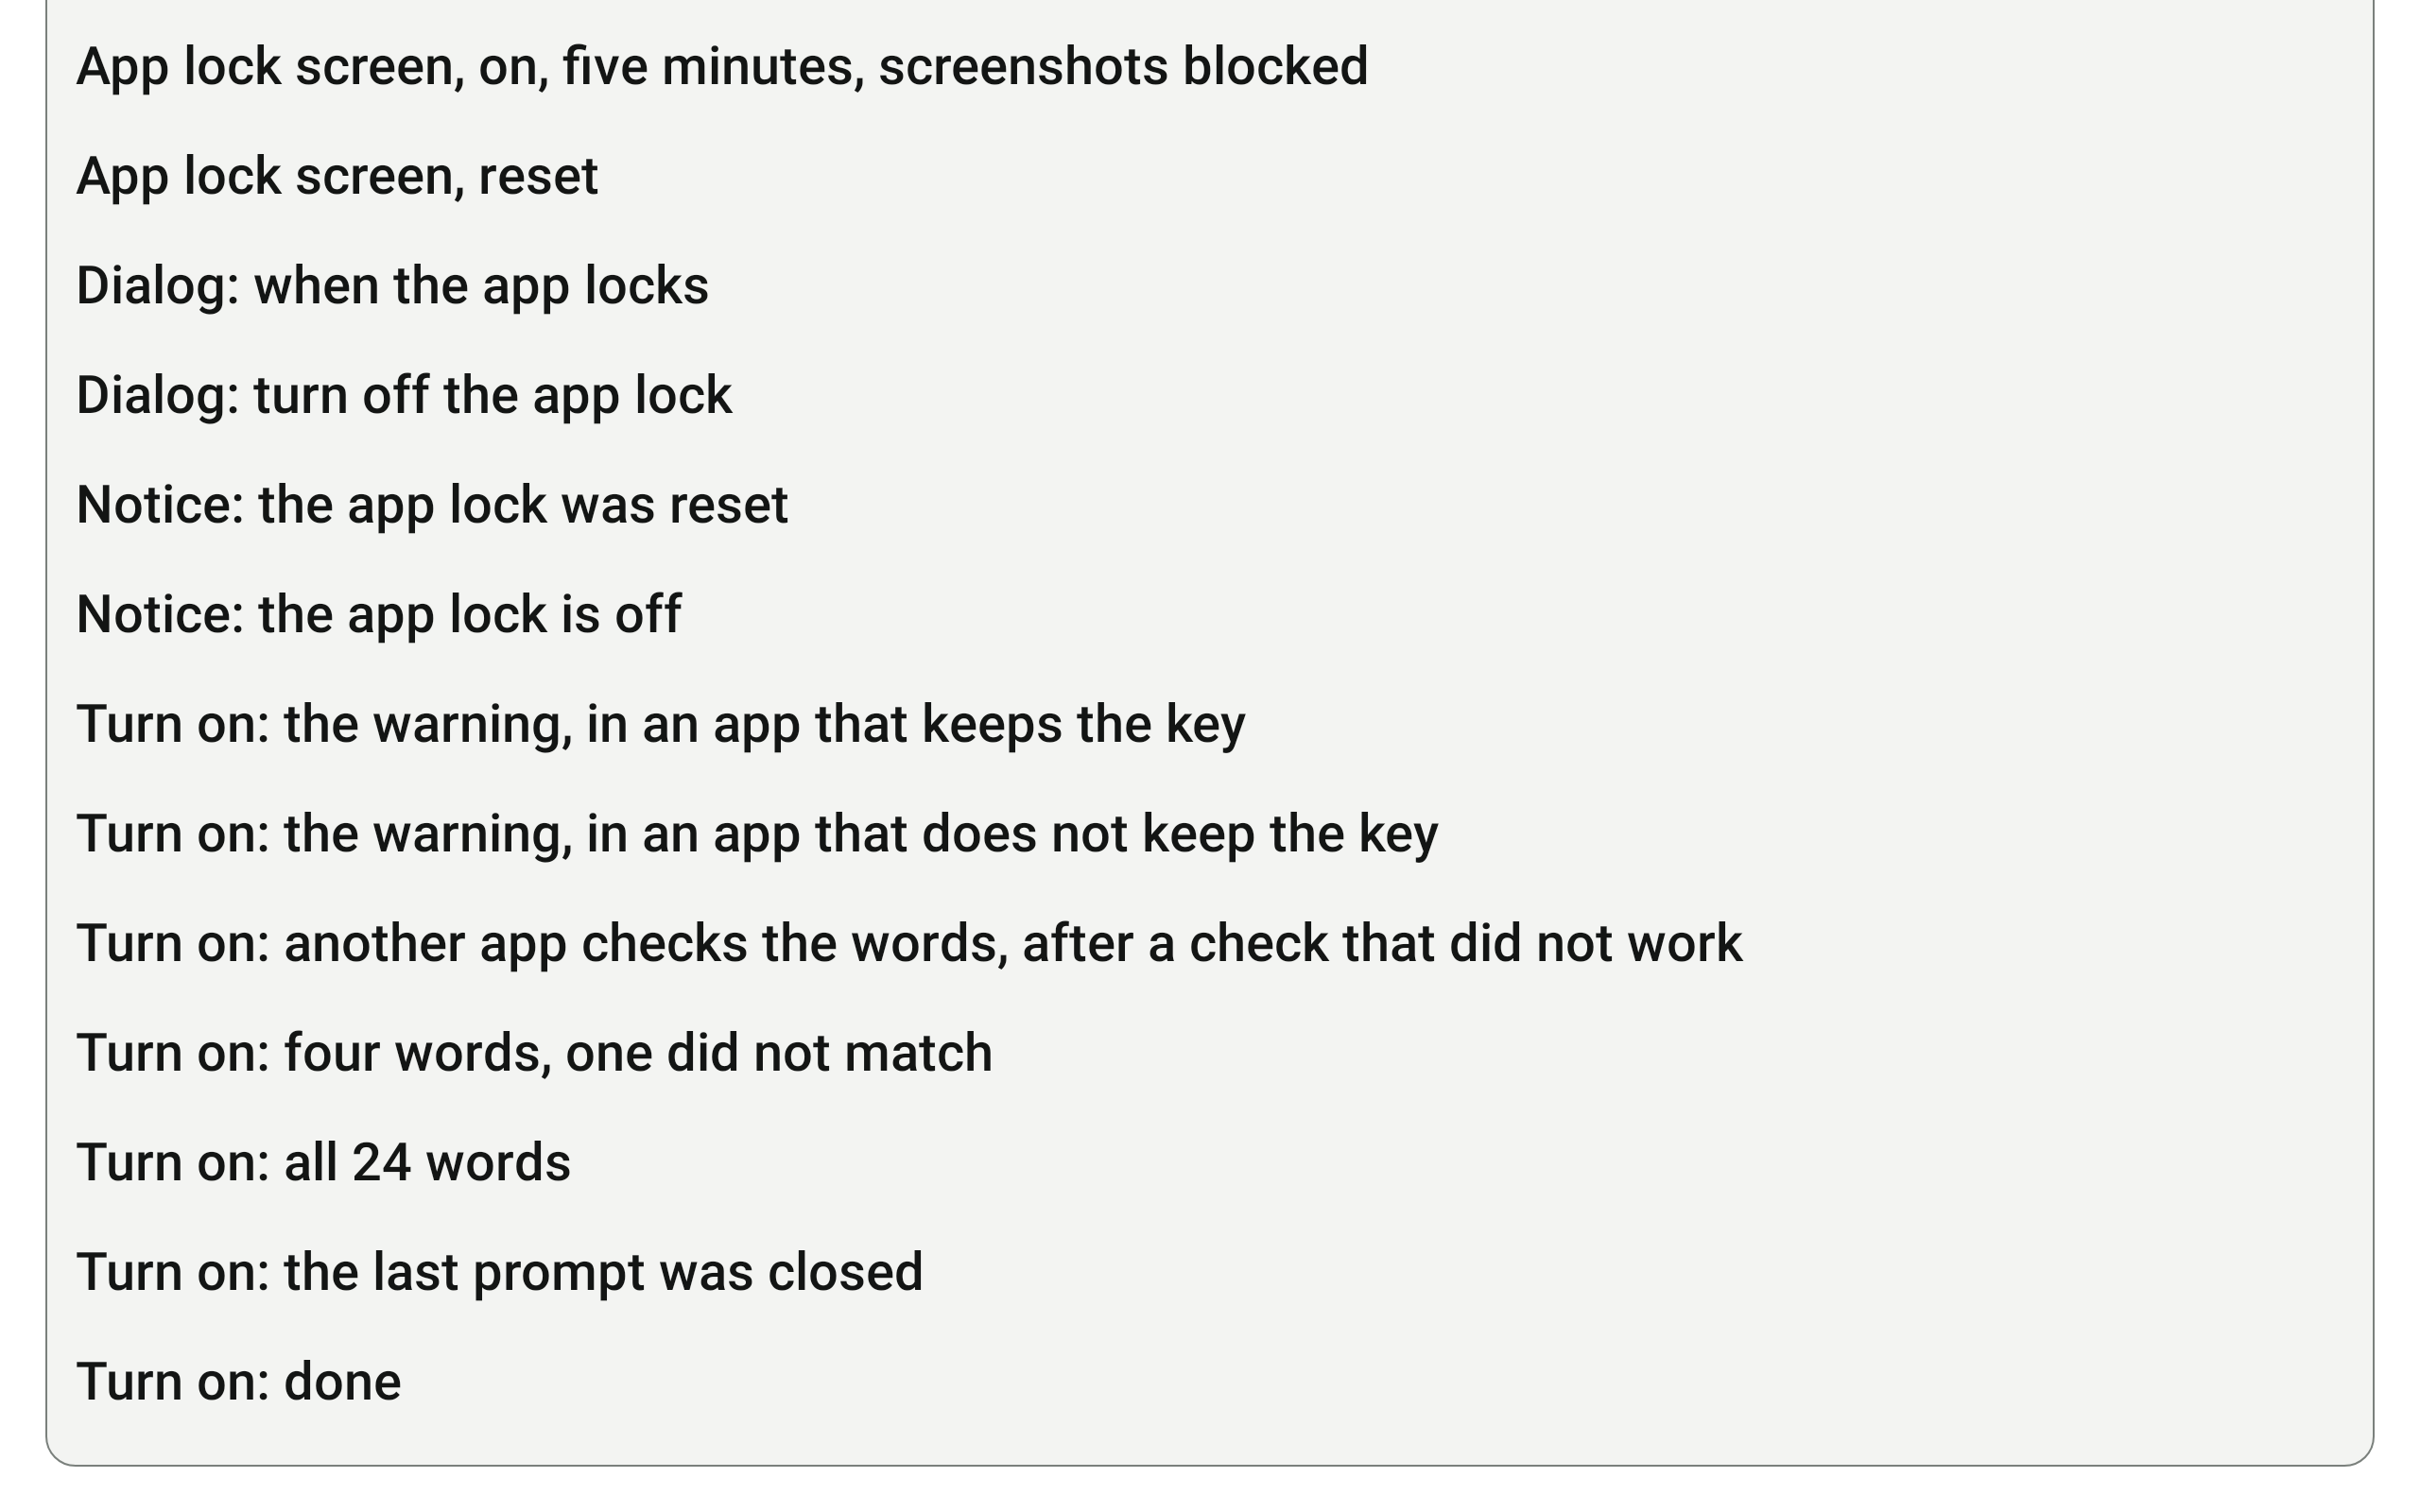 App lock screen, on, five minutes, screenshots blocked
App lock screen, reset
Dialog: when the app locks
Dialog: turn off the app lock
Notice: the app lock was reset
Notice: the app lock is off
Turn on: the warning, in an app that keeps the key
Turn on: the warning, in an app that does not keep the key
Turn on: another app checks the words, after a check that did not work
Turn on: four words, one did not match
Turn on: all 24 words
Turn on: the last prompt was closed
Turn on: done